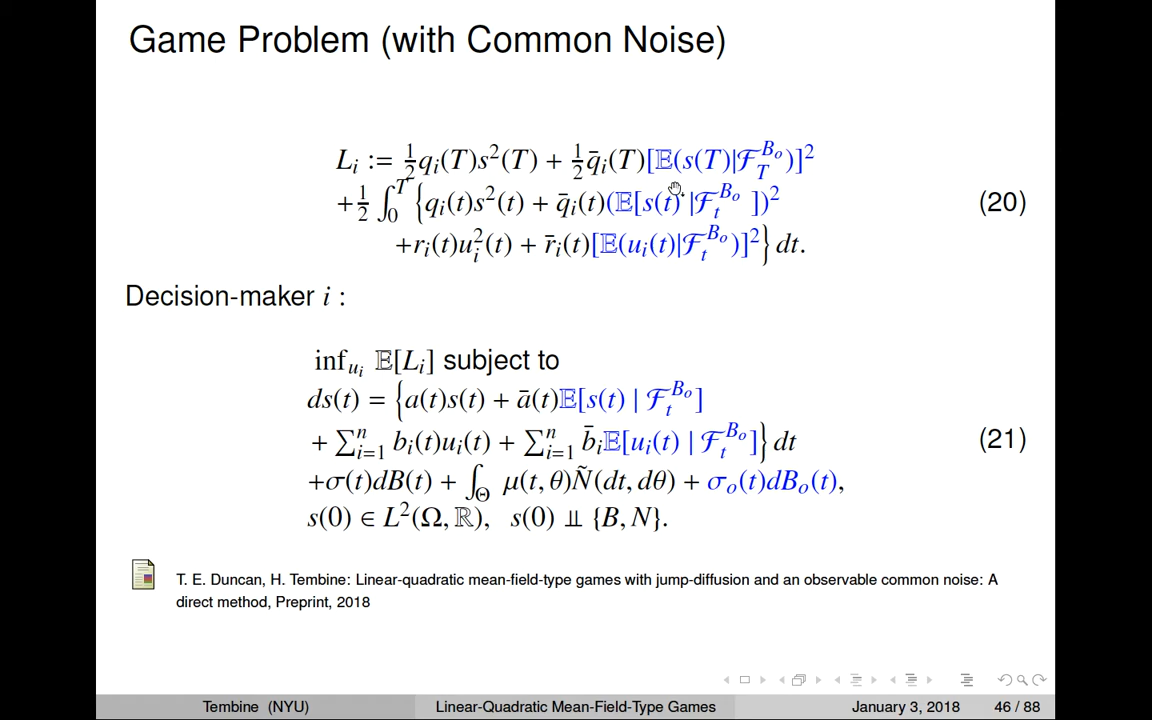 Game Problem (with Common Noise)
L_i := ½q_i(T)s²(T) + ½q̄_i(T)[𝔼(s(T)|ℱ_T^{B_o})]²
+½ ∫_0^T {q_i(t)s²(t) + q̄_i(t)(𝔼[s(t) |ℱ_t^{B_o} ])² (20)
+r_i(t)u_i²(t) + r̄_i(t)[𝔼(u_i(t)|ℱ_t^{B_o})]²} dt.
Decision-maker i :
inf_{u_i} 𝔼[L_i] subject to
ds(t) = {a(t)s(t) + ā(t)𝔼[s(t) | ℱ_t^{B_o}]
+ ∑_{i=1}^n b_i(t)u_i(t) + ∑_{i=1}^n b̄_i𝔼[u_i(t) | ℱ_t^{B_o}]} dt (21)
+σ(t)dB(t) + ∫_Θ μ(t, θ)Ñ(dt, dθ) + σ_o(t)dB_o(t),
s(0) ∈ L²(Ω, ℝ), s(0) ⫫ {B, N}.
T. E. Duncan, H. Tembine: Linear-quadratic mean-field-type games with jump-diffusion and an observable common noise: A
direct method, Preprint, 2018
Tembine (NYU) Linear-Quadratic Mean-Field-Type Games January 3, 2018 46 / 88